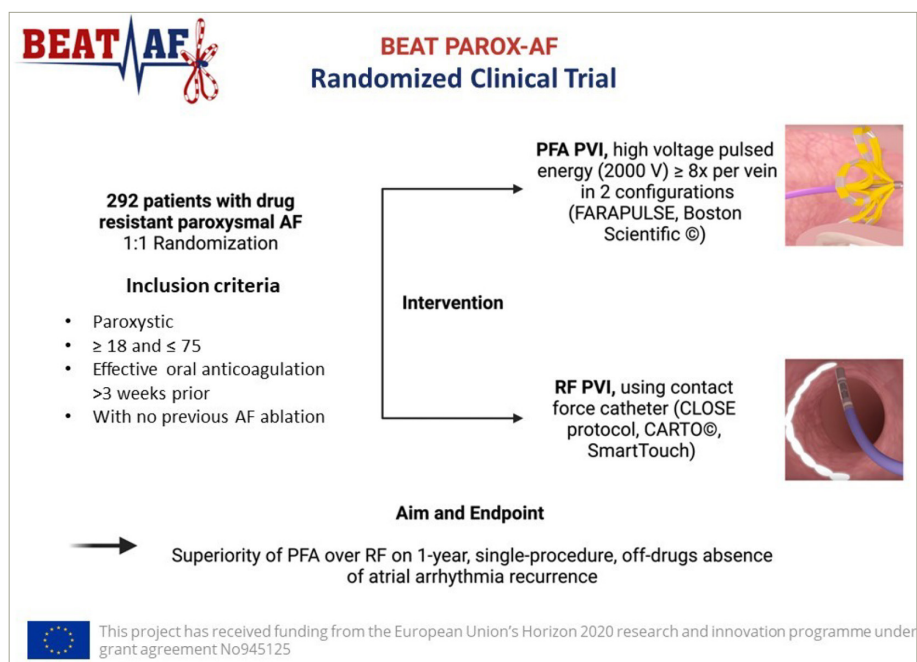 BEAT AF
BEAT PAROX-AF
Randomized Clinical Trial
292 patients with drug
resistant paroxysmal AF
1:1 Randomization
Inclusion criteria
• Paroxystic
• ≥ 18 and ≤ 75
• Effective oral anticoagulation
>3 weeks prior
• With no previous AF ablation
Intervention
PFA PVI, high voltage pulsed
energy (2000 V) ≥ 8x per vein
in 2 configurations
(FARAPULSE, Boston
Scientific ©)
RF PVI, using contact
force catheter (CLOSE
protocol, CARTO©,
SmartTouch)
Aim and Endpoint
Superiority of PFA over RF on 1-year, single-procedure, off-drugs absence
of atrial arrhythmia recurrence
This project has received funding from the European Union's Horizon 2020 research and innovation programme under
grant agreement No945125